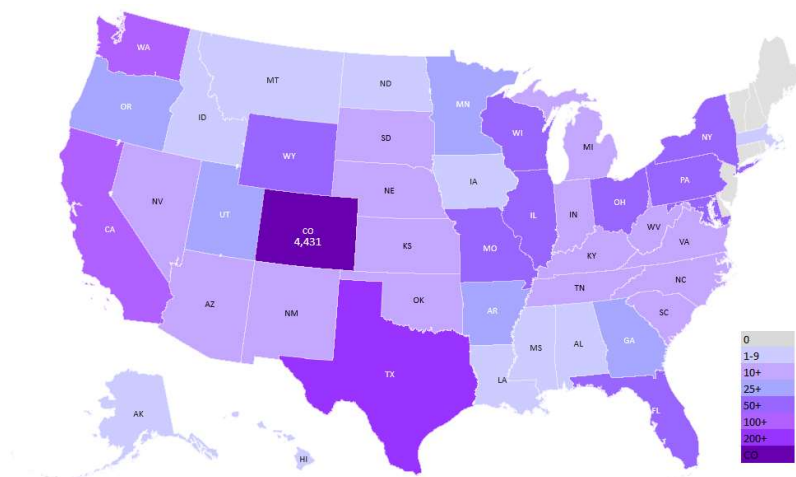 WA
MT
ND
MN
OR
ID
WI
NY
SD
MI
WY
IA
PA
NE
OH
NV
IL
IN
UT
CO
4,431
WV
VA
CA
KS
MO
KY
NC
TN
OK
AZ
NM
AR
SC
MS
AL
GA
TX
LA
FL
AK
HI
0
1-9
10+
25+
50+
100+
200+
CO